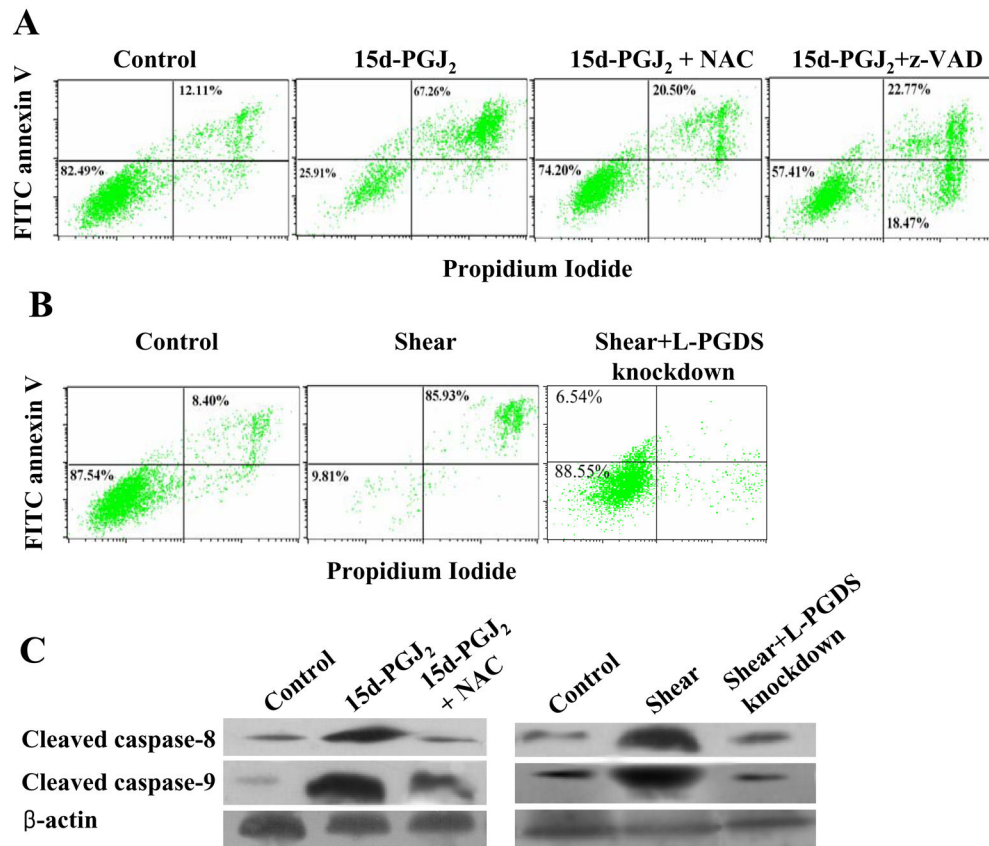 A
Control
15d-PGJ₂
15d-PGJ₂ + NAC
15d-PGJ₂+z-VAD
FITC annexin V
12.11%
82.49%
67.26%
25.91%
20.50%
74.20%
22.77%
57.41%
18.47%
Propidium Iodide
B
Control
Shear
Shear+L-PGDS
knockdown
FITC annexin V
8.40%
87.54%
85.93%
9.81%
6.54%
88.55%
Propidium Iodide
C
Control
15d-PGJ₂
15d-PGJ₂
+ NAC
Control
Shear
Shear+L-PGDS
knockdown
Cleaved caspase-8
Cleaved caspase-9
β-actin